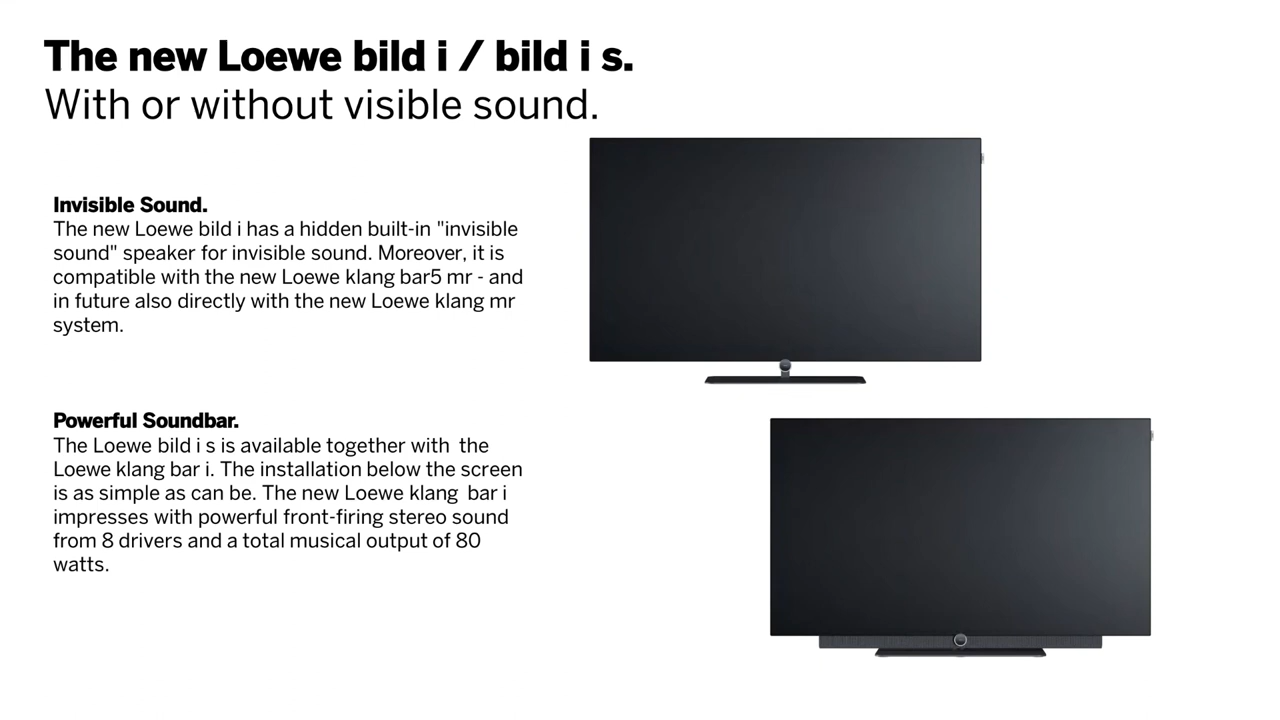 The new Loewe bild i / bild i s.
With or without visible sound.
Invisible Sound.
The new Loewe bild i has a hidden built-in "invisible
sound" speaker for invisible sound. Moreover, it is
compatible with the new Loewe klang bar5 mr - and
in future also directly with the new Loewe klang mr
system.
Powerful Soundbar.
The Loewe bild i s is available together with  the
Loewe klang bar i. The installation below the screen
is as simple as can be. The new Loewe klang  bar i
impresses with powerful front-firing stereo sound
from 8 drivers and a total musical output of 80
watts.